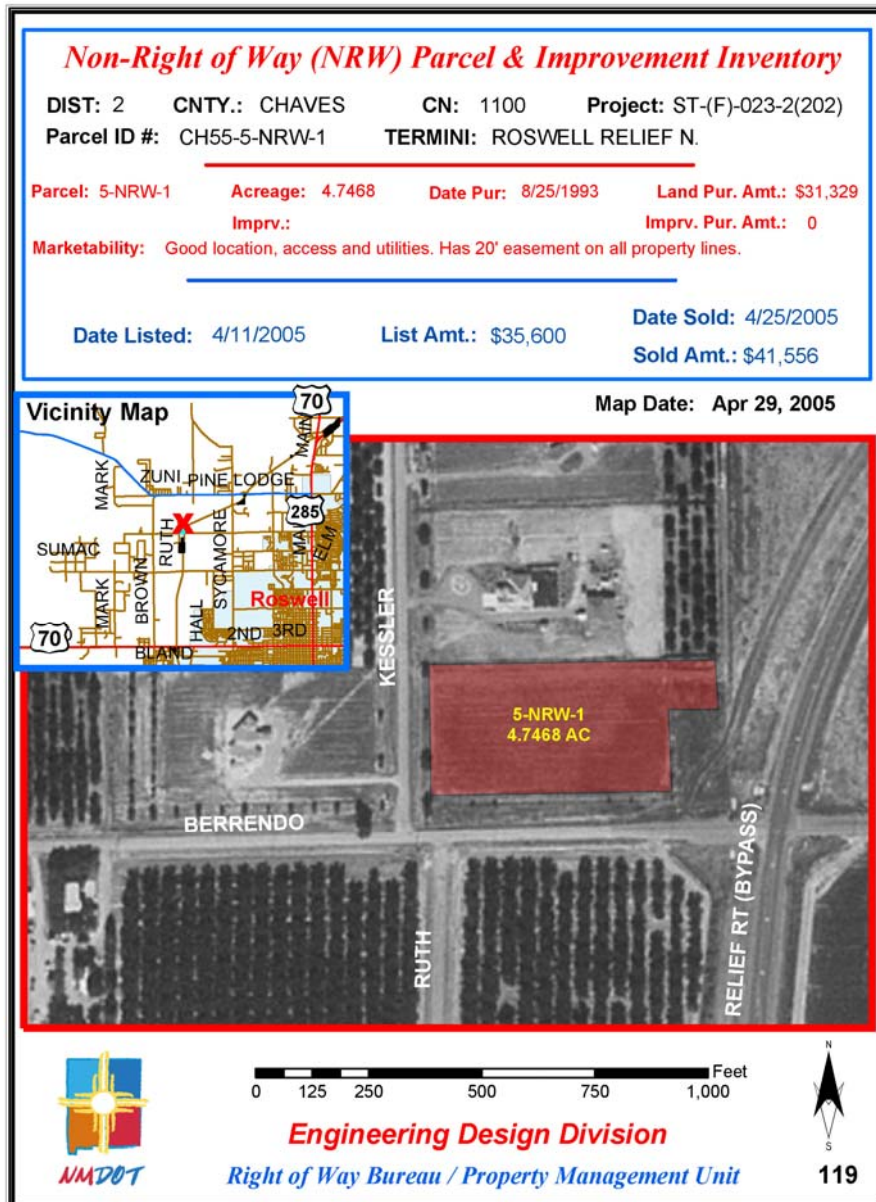 Non-Right of Way (NRW) Parcel & Improvement Inventory
DIST: 2 CNTY.: CHAVES CN: 1100 Project: ST-(F)-023-2(202)
Parcel ID #: CH55-5-NRW-1 TERMINI: ROSWELL RELIEF N.
Parcel: 5-NRW-1 Acreage: 4.7468 Date Pur: 8/25/1993 Land Pur. Amt.: $31,329
Imprv.: Imprv. Pur. Amt.: 0
Marketability: Good location, access and utilities. Has 20' easement on all property lines.
Date Listed: 4/11/2005 List Amt.: $35,600 Date Sold: 4/25/2005
Sold Amt.: $41,556
Map Date: Apr 29, 2005
Vicinity Map
70
MAIN
MARK
ZUNI
PINE LODGE
285
SUMAC
RUTH
SYCAMORE
ELM
MARK
BROWN
HALL
Roswell
70
2ND
3RD
BLAND
KESSLER
5-NRW-1
4.7468 AC
BERRENDO
RUTH
RELIEF RT (BYPASS)
Feet
0 125 250 500 750 1,000
N
S
NMDOT
Engineering Design Division
Right of Way Bureau / Property Management Unit
119